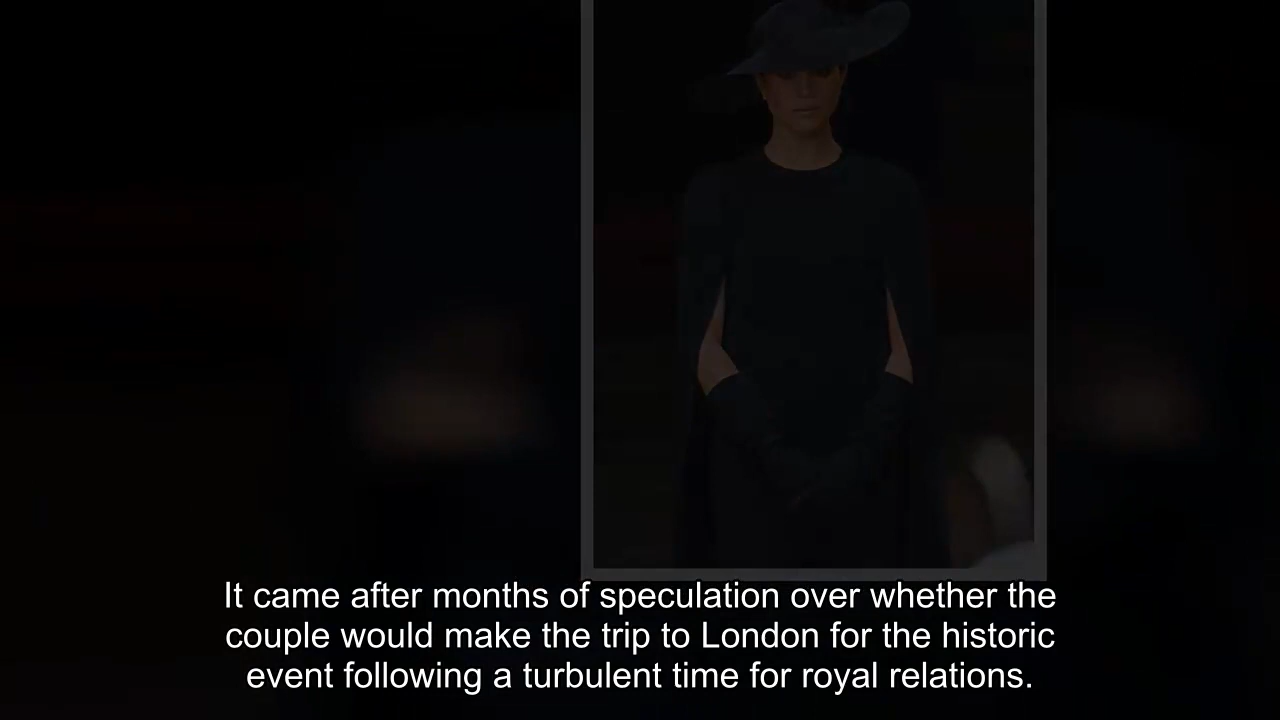 It came after months of speculation over whether the
couple would make the trip to London for the historic
event following a turbulent time for royal relations.